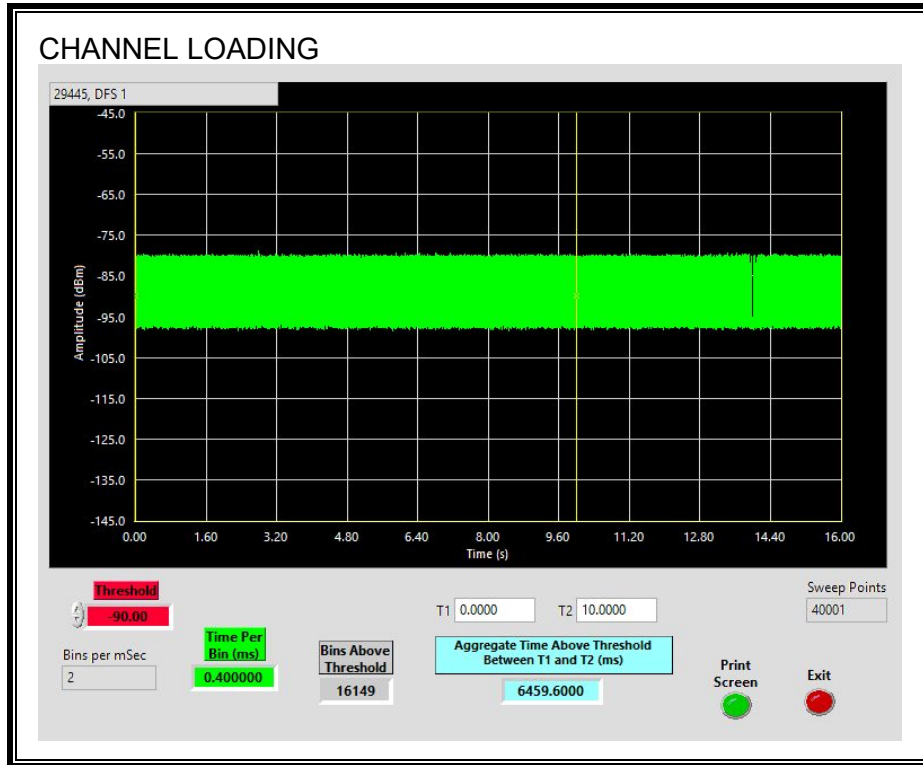 CHANNEL LOADING
29445, DFS 1
-45.0
-55.0
-65.0
-75.0
-85.0
-95.0
-105.0
-115.0
-125.0
-135.0
-145.0
Amplitude (dBm)
0.00 1.60 3.20 4.80 6.40 8.00 9.60 11.20 12.80 14.40 16.00
Time (s)
Threshold
-90.00
Bins per mSec
2
Time Per
Bin (ms)
0.400000
Bins Above
Threshold
16149
T1 0.0000 T2 10.0000
Aggregate Time Above Threshold
Between T1 and T2 (ms)
6459.6000
Sweep Points
40001
Print
Screen
Exit